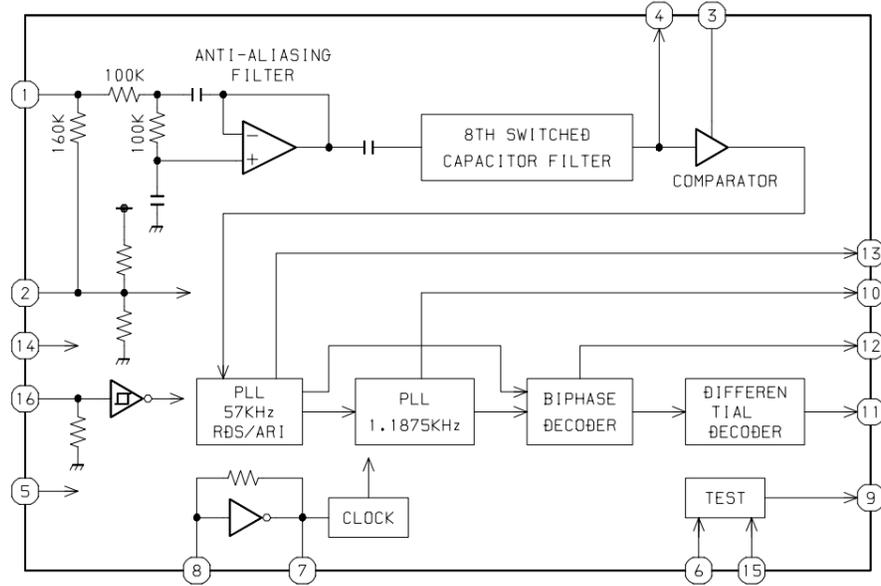 4
3
ANTI-ALIASING
FILTER
100K
1
160K
100K
−
+
8TH SWITCHED
CAPACITOR FILTER
COMPARATOR
13
2
10
14
12
16
PLL
57KHz
RDS/ARI
PLL
1.1875KHz
BIPHASE
DECODER
DIFFEREN
TIAL
DECODER
11
5
TEST
9
CLOCK
8
7
6
15